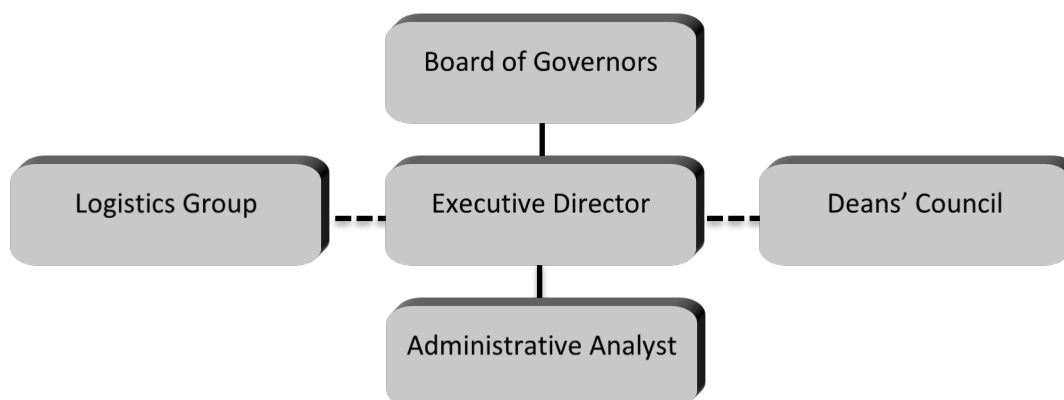 Board of Governors
Logistics Group
Executive Director
Deans’ Council
Administrative Analyst